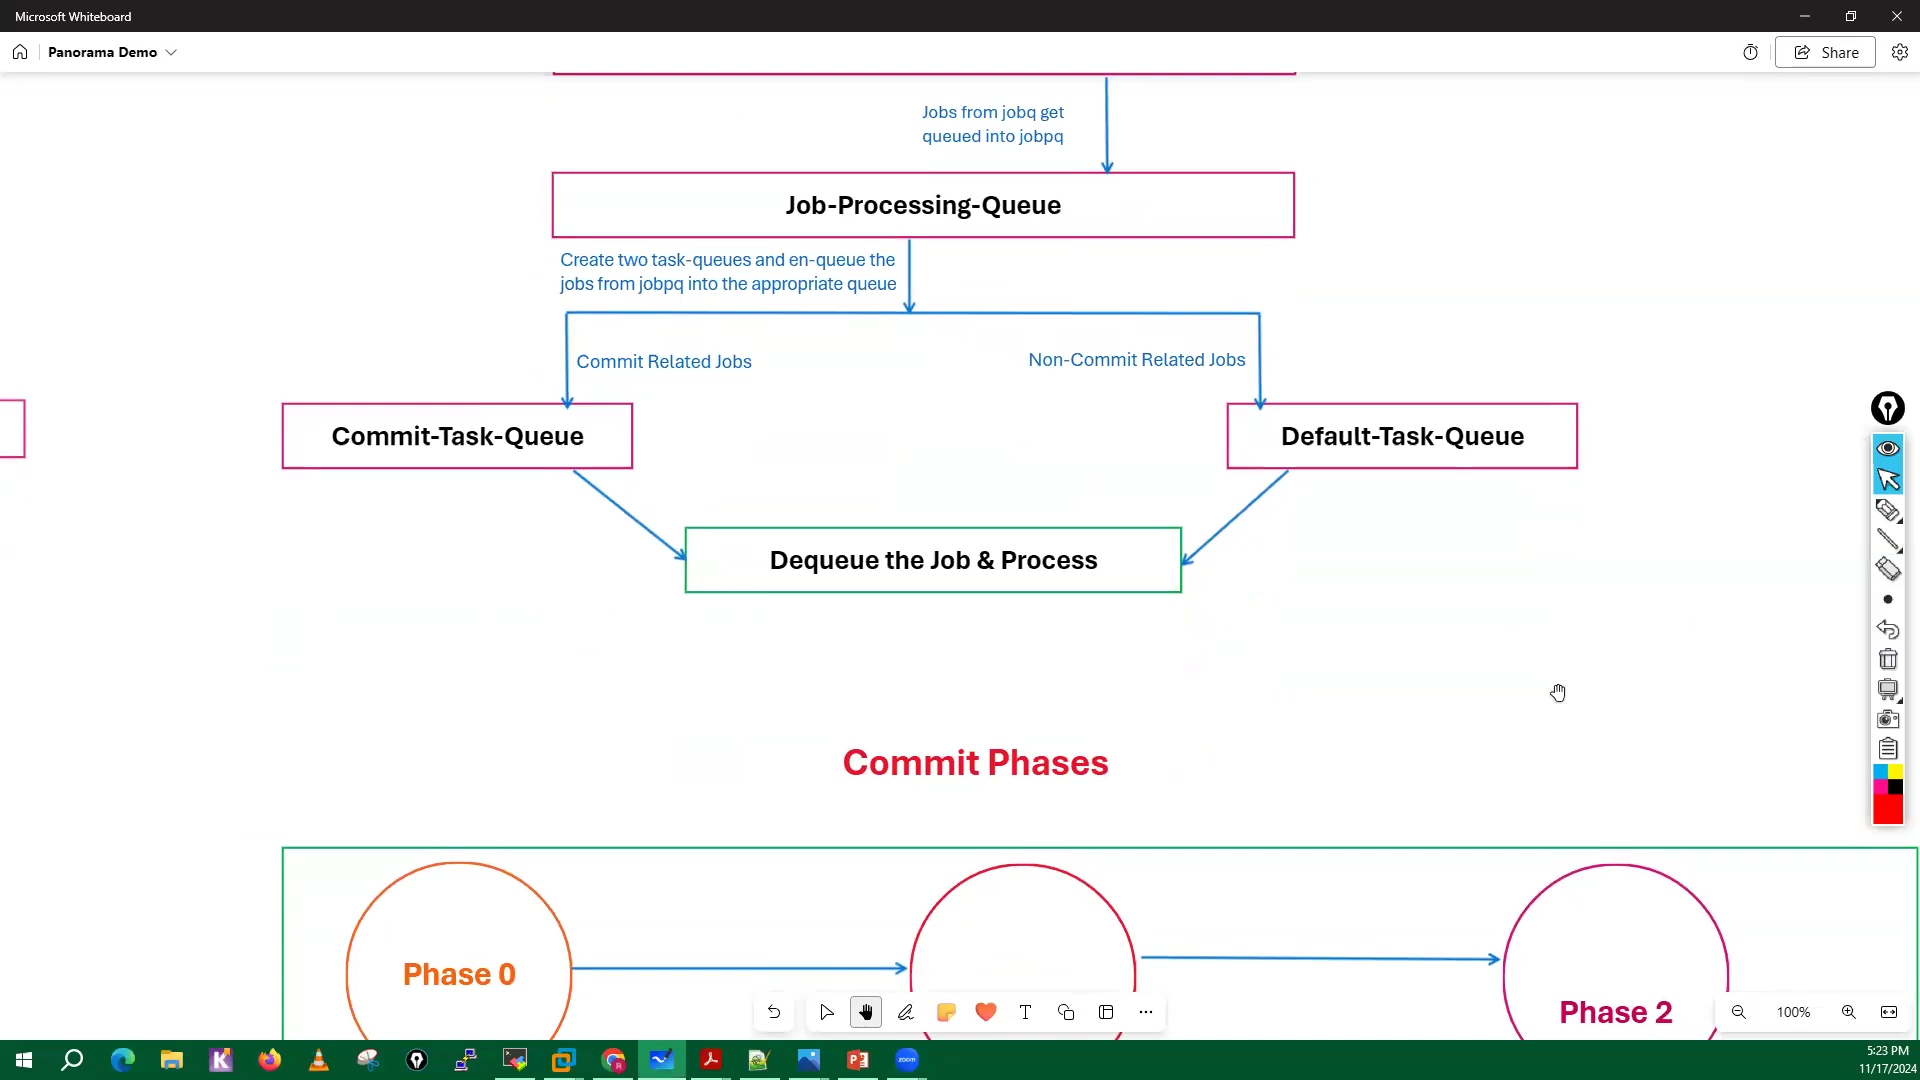 Microsoft Whiteboard
Panorama Demo
Share
Jobs from jobq get
queued into jobpq
Job-Processing-Queue
Create two task-queues and en-queue the
jobs from jobpq into the appropriate queue
Commit Related Jobs
Non-Commit Related Jobs
Commit-Task-Queue
Default-Task-Queue
Dequeue the Job & Process
Commit Phases
Phase 0
Phase 2
100%
zoom
5:23 PM
11/17/2024